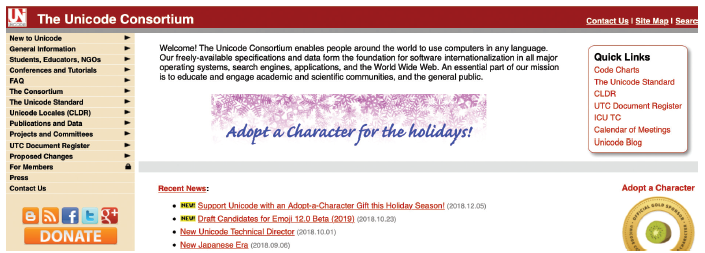 UNI
The Unicode Consortium
Contact Us | Site Map | Searc
New to Unicode
General Information
Students, Educators, NGOs
Conferences and Tutorials
FAQ
The Consortium
The Unicode Standard
Unicode Locales (CLDR)
Publications and Data
Projects and Committees
UTC Document Register
Proposed Changes
For Members
Press
Contact Us
DONATE
Welcome! The Unicode Consortium enables people around the world to use computers in any language.
Our freely-available specifications and data form the foundation for software internationalization in all major
operating systems, search engines, applications, and the World Wide Web. An essential part of our mission
is to educate and engage academic and scientific communities, and the general public.
Adopt a Character for the holidays!
Quick Links
Code Charts
The Unicode Standard
CLDR
UTC Document Register
ICU TC
Calendar of Meetings
Unicode Blog
Recent News:
NEW! Support Unicode with an Adopt-a-Character Gift this Holiday Season! (2018.12.05)
NEW! Draft Candidates for Emoji 12.0 Beta (2019) (2018.10.23)
New Unicode Technical Director (2018.10.01)
New Japanese Era (2018.09.06)
Adopt a Character
OFFICIAL GOLD SPONSOR